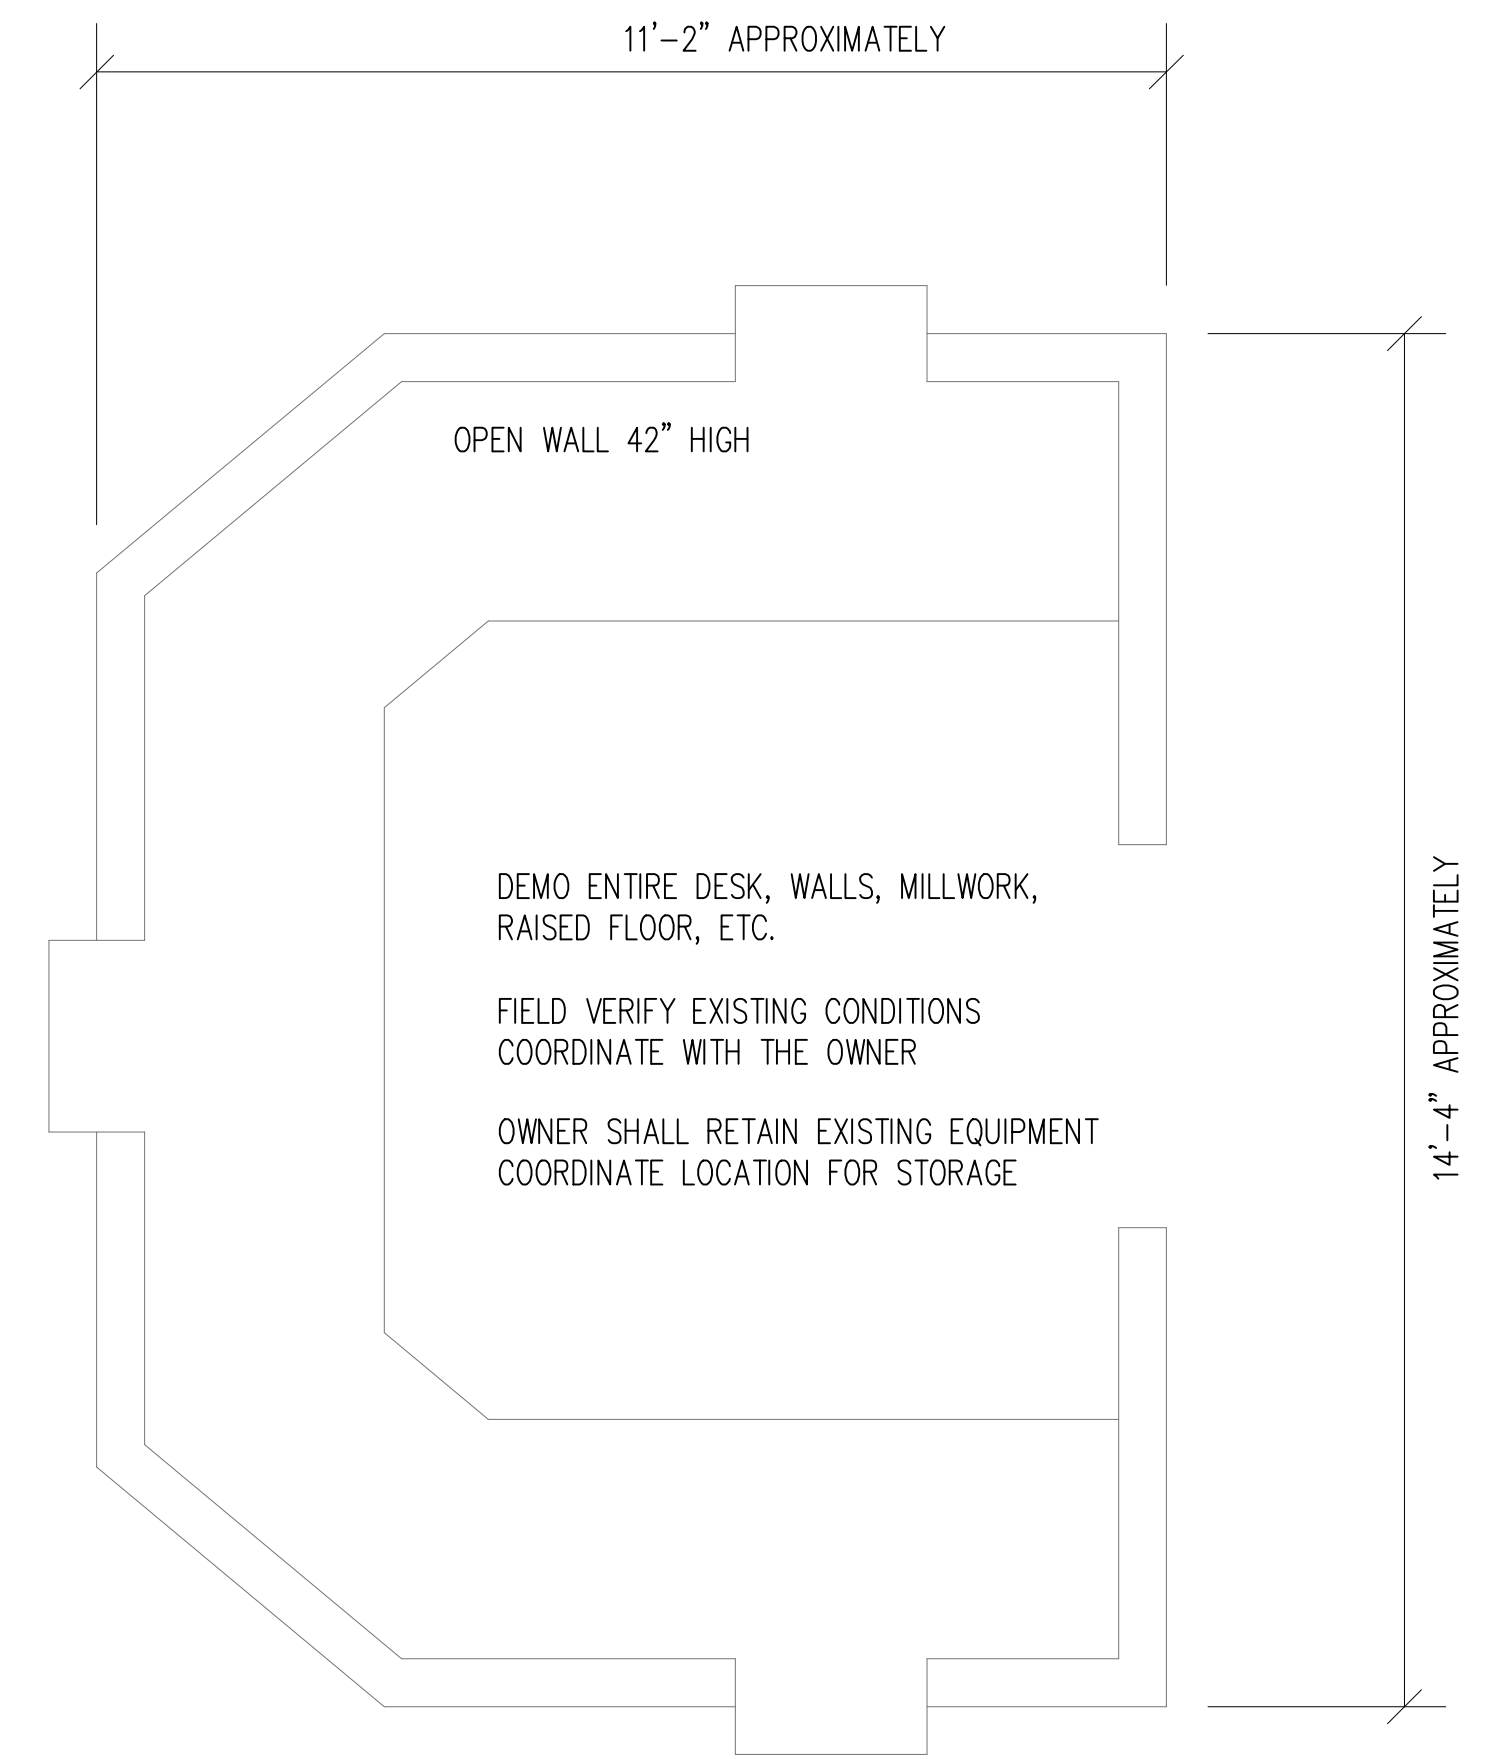 11'-2" APPROXIMATELY
OPEN WALL 42" HIGH
DEMO ENTIRE DESK, WALLS, MILLWORK,
RAISED FLOOR, ETC.
FIELD VERIFY EXISTING CONDITIONS
COORDINATE WITH THE OWNER
OWNER SHALL RETAIN EXISTING EQUIPMENT
COORDINATE LOCATION FOR STORAGE
14'-4" APPROXIMATELY